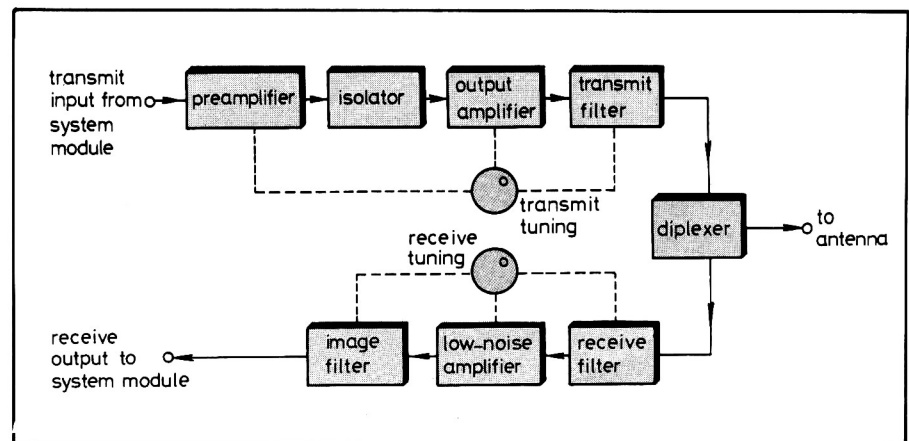 transmit
input from
system
module
preamplifier
isolator
output
amplifier
transmit
filter
transmit
tuning
diplexer
to
antenna
receive
tuning
receive
output to
system module
image
filter
low-noise
amplifier
receive
filter